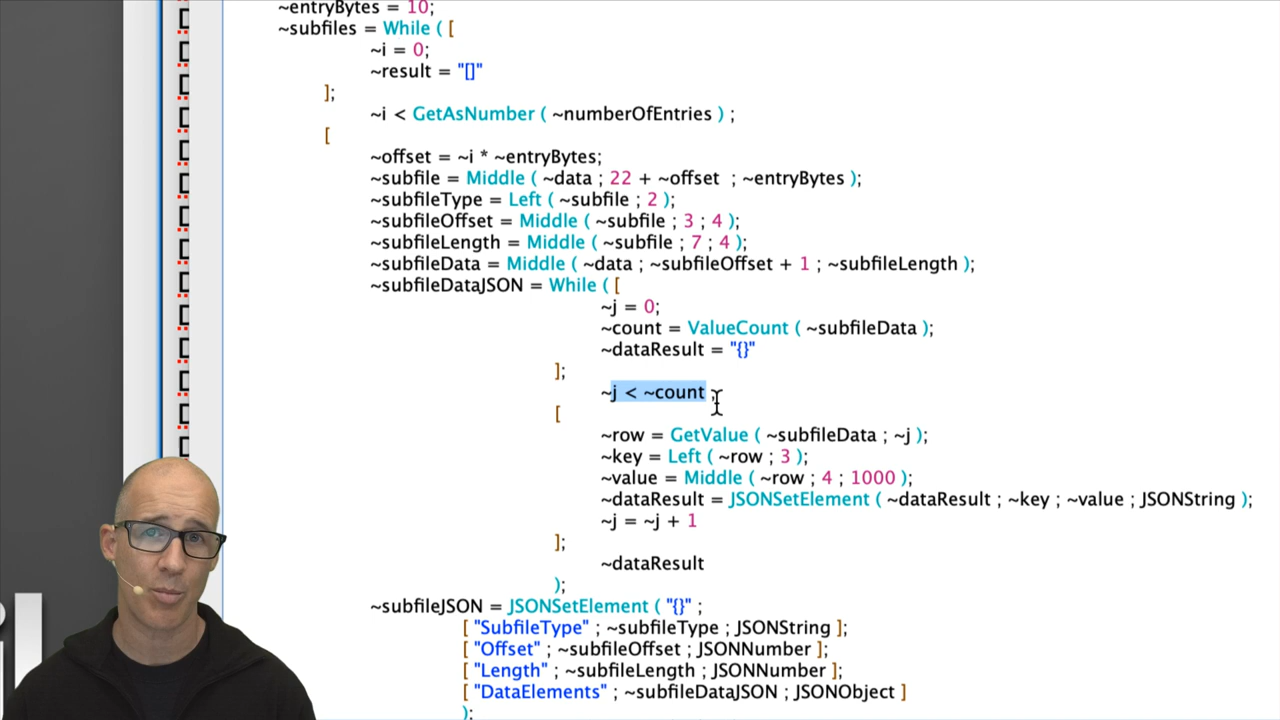 ~entryBytes = 10;
~subfiles = While ( [
~i = 0;
~result = "[]"
];
~i < GetAsNumber ( ~numberOfEntries ) ;
[
~offset = ~i * ~entryBytes;
~subfile = Middle ( ~data ; 22 + ~offset ; ~entryBytes );
~subfileType = Left ( ~subfile ; 2 );
~subfileOffset = Middle ( ~subfile ; 3 ; 4 );
~subfileLength = Middle ( ~subfile ; 7 ; 4 );
~subfileData = Middle ( ~data ; ~subfileOffset + 1 ; ~subfileLength );
~subfileDataJSON = While ( [
~j = 0;
~count = ValueCount ( ~subfileData );
~dataResult = "{}"
];
~j < ~count ;
[
~row = GetValue ( ~subfileData ; ~j );
~key = Left ( ~row ; 3 );
~value = Middle ( ~row ; 4 ; 1000 );
~dataResult = JSONSetElement ( ~dataResult ; ~key ; ~value ; JSONString );
~j = ~j + 1
];
~dataResult
);
~subfileJSON = JSONSetElement ( "{}" ;
[ "SubfileType" ; ~subfileType ; JSONString ];
[ "Offset" ; ~subfileOffset ; JSONNumber ];
[ "Length" ; ~subfileLength ; JSONNumber ];
[ "DataElements" ; ~subfileDataJSON ; JSONObject ]
);